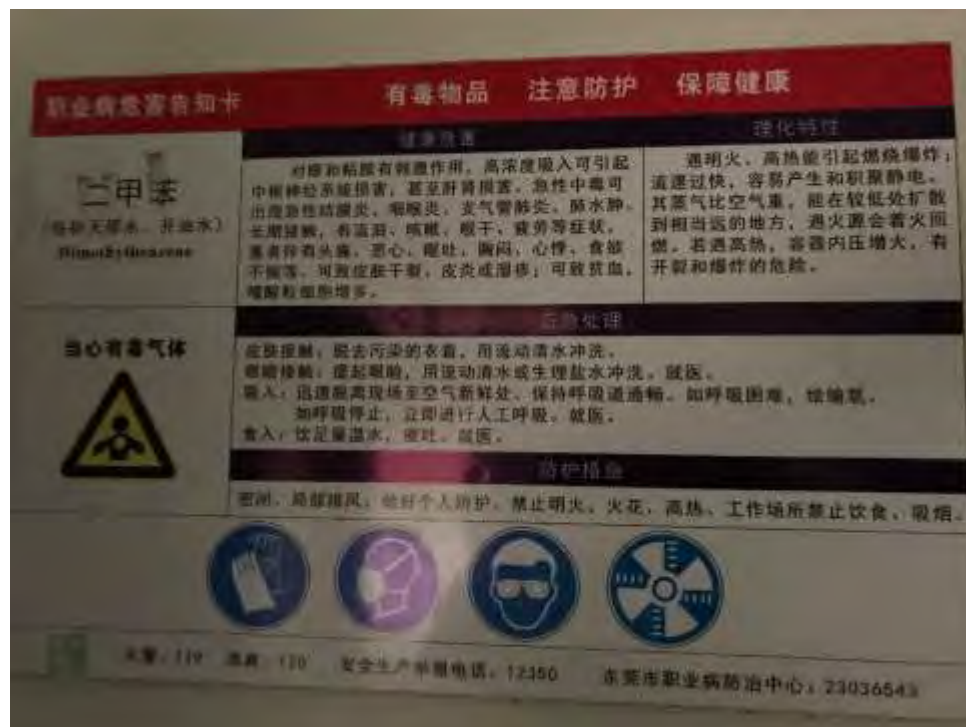 职业病危害告知卡 有毒物品 注意防护 保障健康
健康危害
理化特性
二甲苯
(俗称天那水、开油水)
Dimethylbenzene
对眼和粘膜有刺激作用,高浓度吸入可引起
中枢神经系统损害,甚至肝肾损害。急性中毒可
出现急性结膜炎、咽喉炎、支气管肺炎、肺水肿。
长期接触,有流泪、咳嗽、咽干、疲劳等症状。
患者伴有头痛、恶心、呕吐、胸闷、心悸、食欲
不振等。可致皮肤干裂、皮炎或湿疹;可致贫血,
嗜酸粒细胞增多。
遇明火、高热能引起燃烧爆炸;
流速过快,容易产生和积聚静电。
其蒸气比空气重,能在较低处扩散
到相当远的地方,遇火源会着火回
燃。若遇高热,容器内压增大,有
开裂和爆炸的危险。
当心有毒气体
应急处理
皮肤接触:脱去污染的衣着,用流动清水冲洗。
眼睛接触:提起眼睑,用流动清水或生理盐水冲洗。就医。
吸入:迅速脱离现场至空气新鲜处。保持呼吸道通畅。如呼吸困难,给输氧。
如呼吸停止,立即进行人工呼吸。就医。
食入:饮足量温水,催吐。就医。
防护措施
密闭、局部排风;做好个人防护。禁止明火、火花、高热、工作场所禁止饮食、吸烟。
火警:119 急救:120 安全生产举报电话:12350 东莞市职业病防治中心:23036543